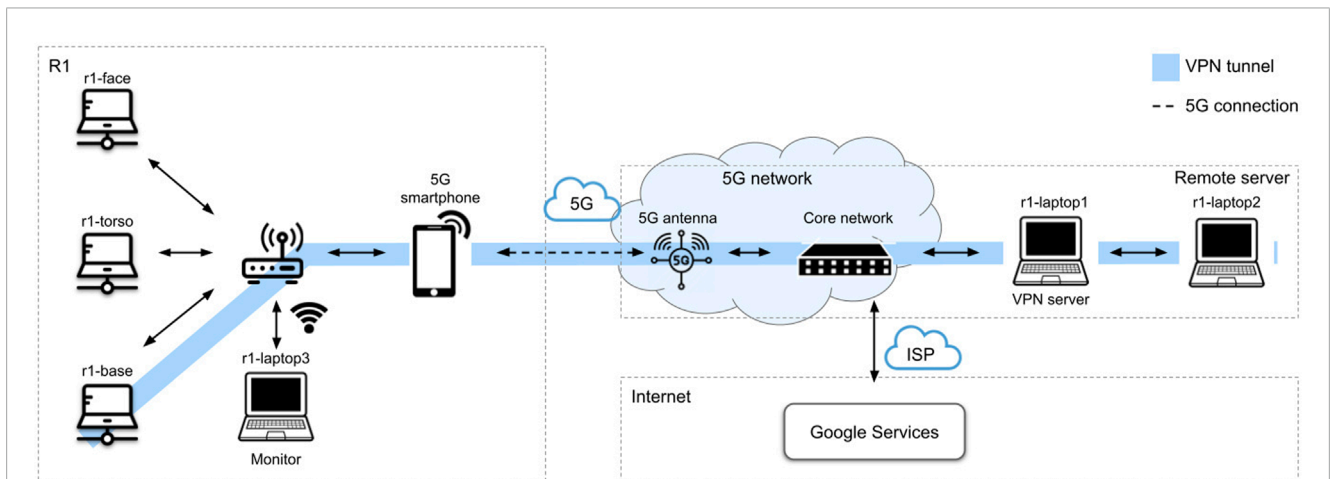 R1
r1-face
r1-torso
r1-base
r1-laptop3
Monitor
5G
smartphone
5G
5G network
5G antenna
5G
Core network
Remote server
r1-laptop1
VPN server
r1-laptop2
VPN tunnel
5G connection
ISP
Internet
Google Services